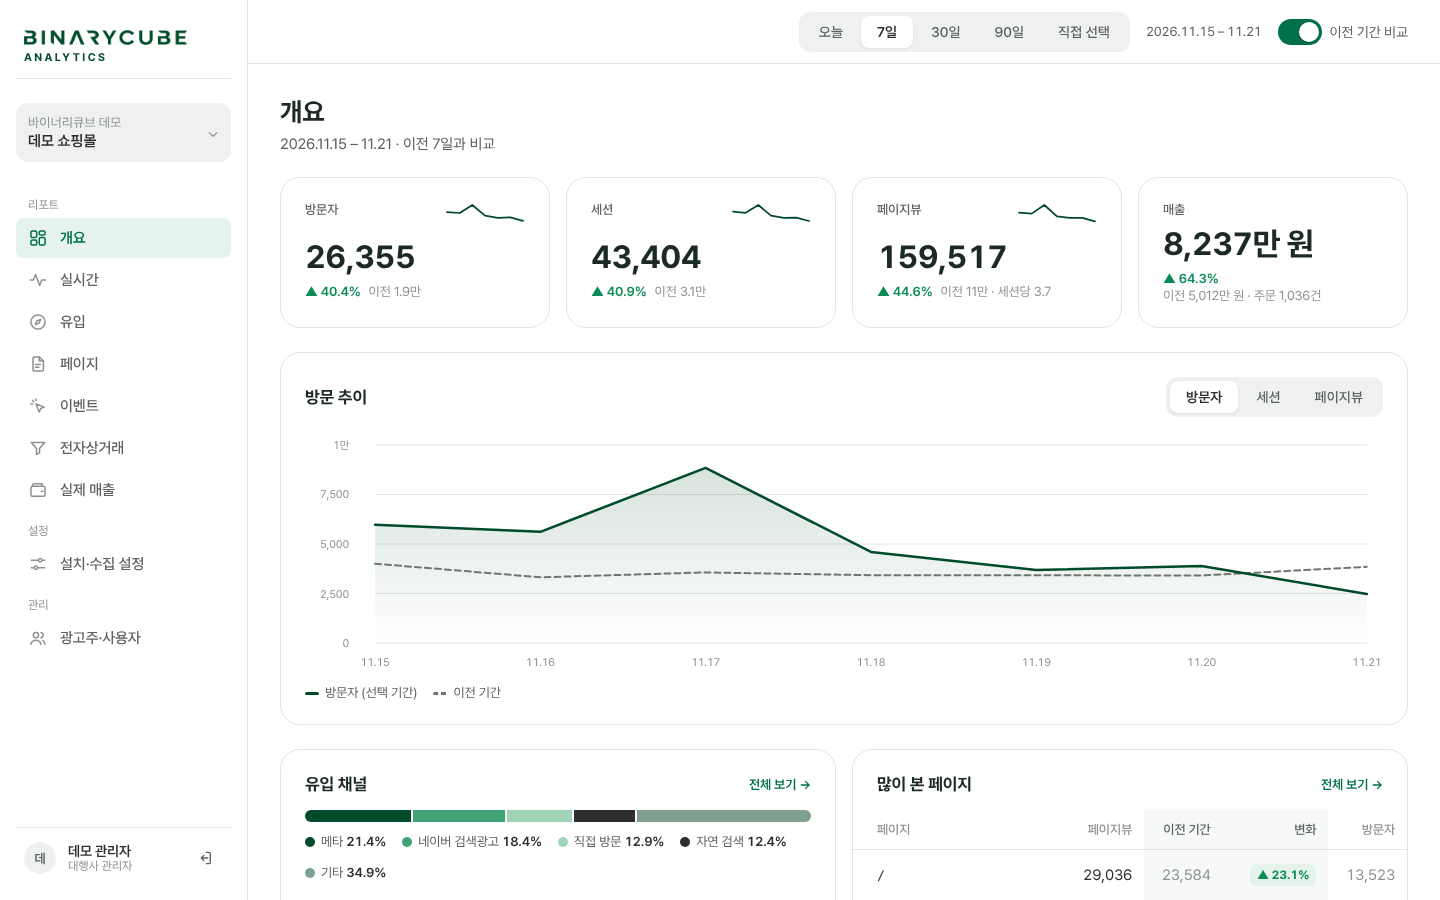 BINARYCUBE
ANALYTICS
바이너리큐브 데모
데모 쇼핑몰
리포트
개요
실시간
유입
페이지
이벤트
전자상거래
실제 매출
설정
설치·수집 설정
관리
광고주·사용자
데
데모 관리자
대행사 관리자
오늘 7일 30일 90일 직접 선택 2026.11.15 – 11.21 이전 기간 비교
개요
2026.11.15 – 11.21 · 이전 7일과 비교
방문자
26,355
▲ 40.4% 이전 1.9만
세션
43,404
▲ 40.9% 이전 3.1만
페이지뷰
159,517
▲ 44.6% 이전 11만 · 세션당 3.7
매출
8,237만 원
▲ 64.3%
이전 5,012만 원 · 주문 1,036건
방문 추이
방문자 세션 페이지뷰
1만
7,500
5,000
2,500
0
11.15 11.16 11.17 11.18 11.19 11.20 11.21
방문자 (선택 기간) 이전 기간
유입 채널 전체 보기 →
메타 21.4% 네이버 검색광고 18.4% 직접 방문 12.9% 자연 검색 12.4%
기타 34.9%
많이 본 페이지 전체 보기 →
페이지 페이지뷰 이전 기간 변화 방문자
/ 29,036 23,584 ▲ 23.1% 13,523